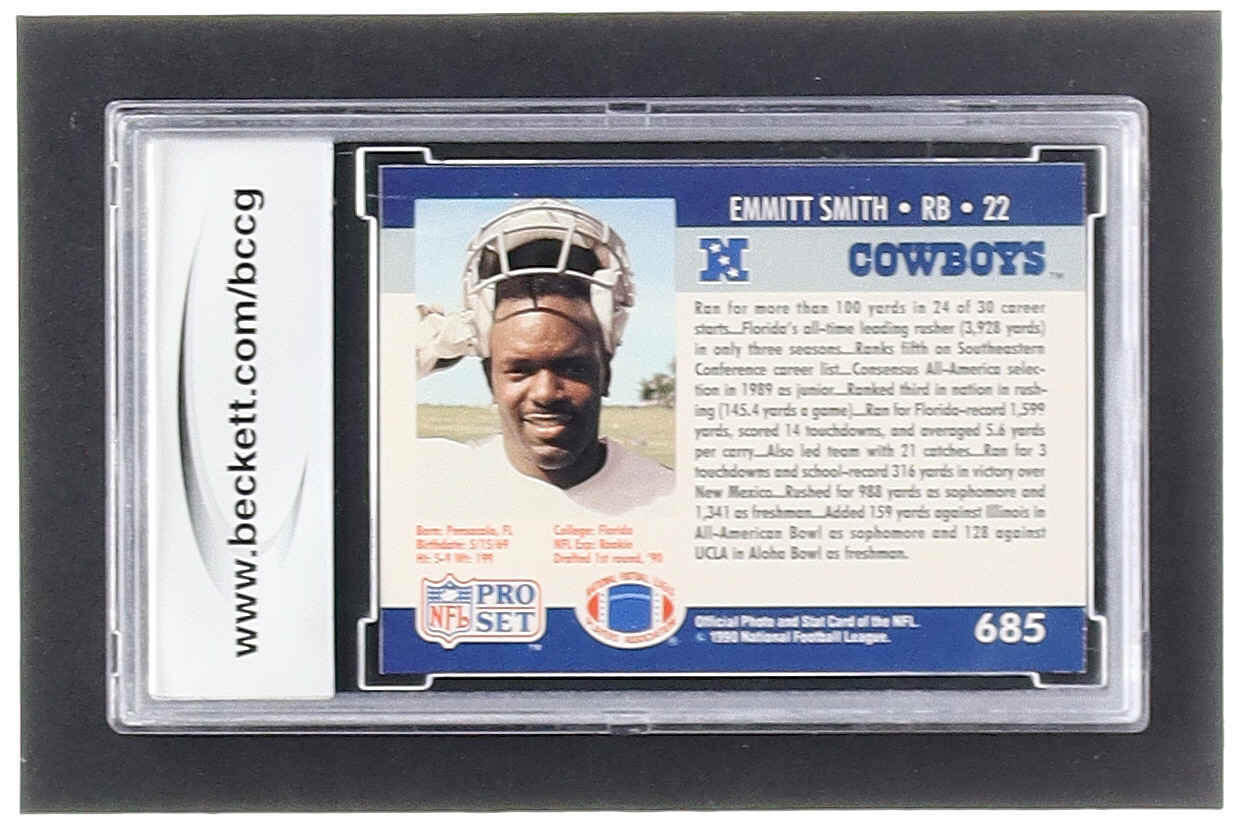 www.beckett.com/bccg
EMMITT SMITH • RB • 22
N
COWBOYS™
Ran for more than 100 yards in 24 of 30 career
starts...Florida's all-time leading rusher (3,928 yards)
in only three seasons...Ranks fifth on Southeastern
Conference career list...Consensus All-America selec-
tion in 1989 as junior...Ranked third in nation in rush-
ing (145.4 yards a game)...Ran for Florida-record 1,599
yards, scored 14 touchdowns, and averaged 5.6 yards
per carry...Also led team with 21 catches...Ran for 3
touchdowns and school-record 316 yards in victory over
New Mexico...Rushed for 988 yards as sophomore and
1,341 as freshman...Added 159 yards against Illinois in
All-American Bowl as sophomore and 128 against
UCLA in Aloha Bowl as freshman.
Born: Pensacola, FL
Birthdate: 5/15/69
Ht: 5-9 Wt: 199
College: Florida
NFL Exp: Rookie
Drafted 1st round, '90
NFL PRO SET™
NATIONAL FOOTBALL LEAGUE
PLAYERS ASSOCIATION ®
Official Photo and Stat Card of the NFL.
© 1990 National Football League.
685